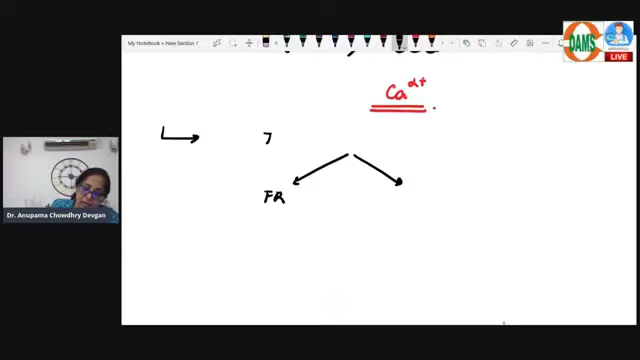 My Notebook > New Section 1
DAMS
LIVE
Ca²⁺
7
FR
Dr. Anupama Chowdhry Devgan